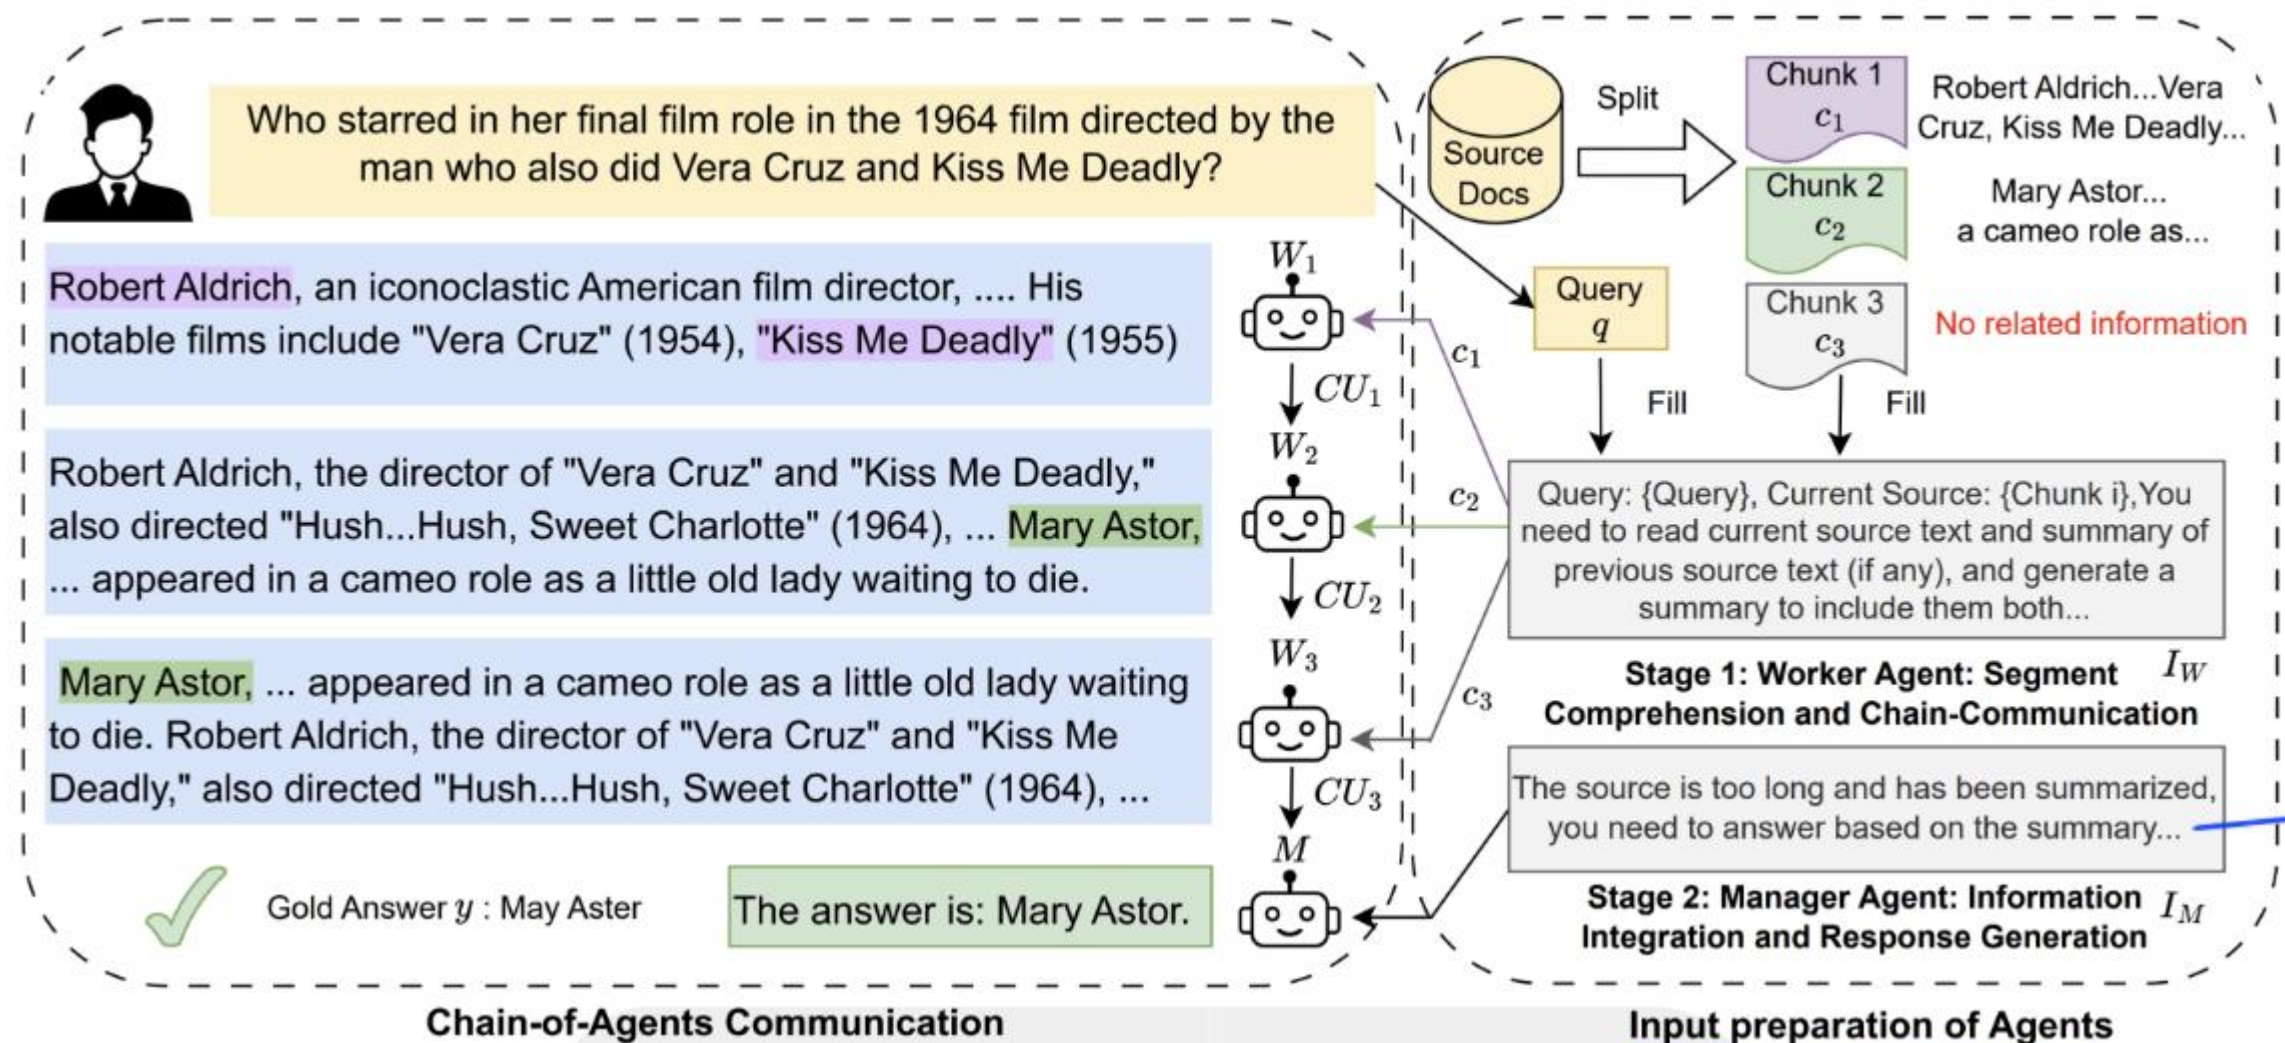 Who starred in her final film role in the 1964 film directed by the
man who also did Vera Cruz and Kiss Me Deadly?
Robert Aldrich, an iconoclastic American film director, .... His
notable films include "Vera Cruz" (1954), "Kiss Me Deadly" (1955)
Robert Aldrich, the director of "Vera Cruz" and "Kiss Me Deadly,"
also directed "Hush...Hush, Sweet Charlotte" (1964), ... Mary Astor,
... appeared in a cameo role as a little old lady waiting to die.
Mary Astor, ... appeared in a cameo role as a little old lady waiting
to die. Robert Aldrich, the director of "Vera Cruz" and "Kiss Me
Deadly," also directed "Hush...Hush, Sweet Charlotte" (1964), ...
Gold Answer y : May Aster
The answer is: Mary Astor.
W₁
CU₁
W₂
CU₂
W₃
CU₃
M
c₁
c₂
c₃
Chain-of-Agents Communication
Source
Docs
Split
Chunk 1
c₁
Robert Aldrich...Vera
Cruz, Kiss Me Deadly...
Chunk 2
c₂
Mary Astor...
a cameo role as...
Chunk 3
c₃
No related information
Query
q
Fill
Fill
Query: {Query}, Current Source: {Chunk i},You
need to read current source text and summary of
previous source text (if any), and generate a
summary to include them both...
Stage 1: Worker Agent: Segment
Comprehension and Chain-Communication
I_W
The source is too long and has been summarized,
you need to answer based on the summary...
Stage 2: Manager Agent: Information
Integration and Response Generation
I_M
Input preparation of Agents